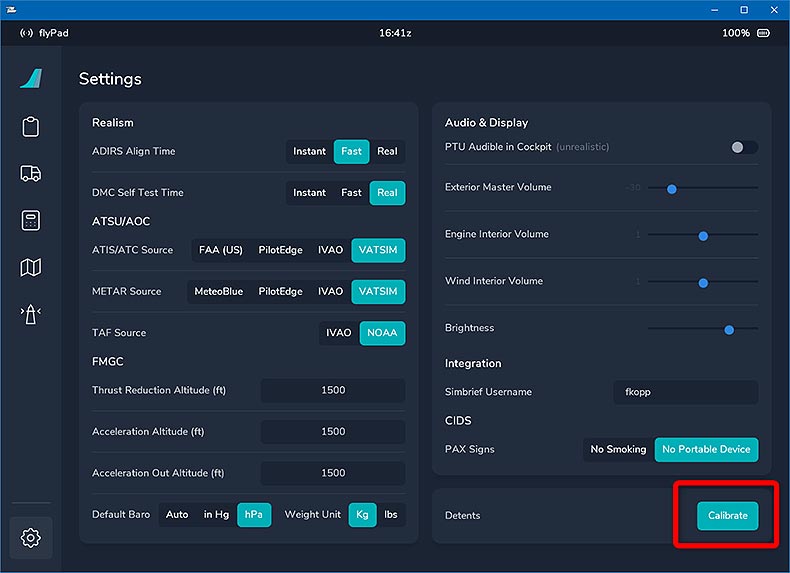 flyPad 16:41z 100%
Settings
Realism
ADIRS Align Time Instant Fast Real
DMC Self Test Time Instant Fast Real
ATSU/AOC
ATIS/ATC Source FAA (US) PilotEdge IVAO VATSIM
METAR Source MeteoBlue PilotEdge IVAO VATSIM
TAF Source IVAO NOAA
FMGC
Thrust Reduction Altitude (ft) 1500
Acceleration Altitude (ft) 1500
Acceleration Out Altitude (ft) 1500
Default Baro Auto in Hg hPa Weight Unit Kg lbs
Audio & Display
PTU Audible in Cockpit (unrealistic)
Exterior Master Volume -30
Engine Interior Volume 1
Wind Interior Volume 1
Brightness
Integration
Simbrief Username fkopp
CIDS
PAX Signs No Smoking No Portable Device
Detents Calibrate